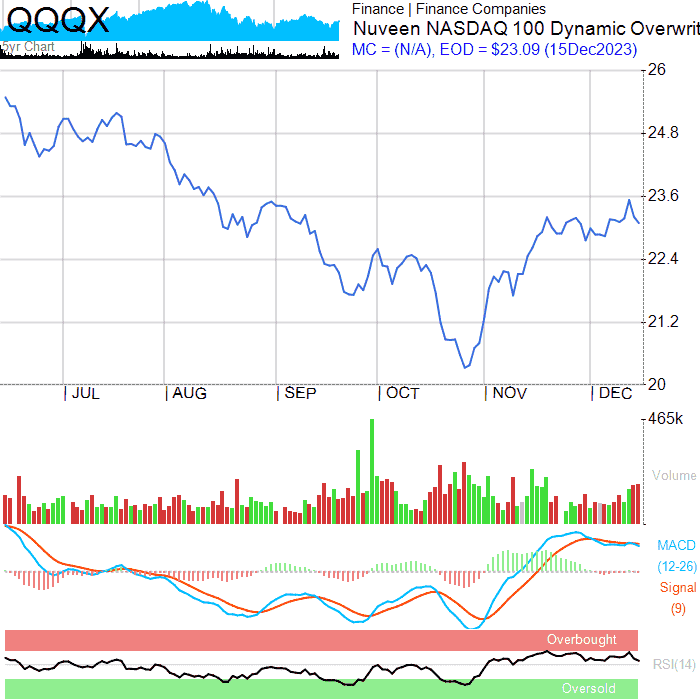 QQQX
5yr Chart
Finance | Finance Companies
Nuveen NASDAQ 100 Dynamic Overwrit
MC = (N/A), EOD = $23.09 (15Dec2023)
26
24.8
23.6
22.4
21.2
20
JUL AUG SEP OCT NOV DEC
465k
Volume
MACD
(12-26)
Signal
(9)
Overbought
RSI(14)
Oversold